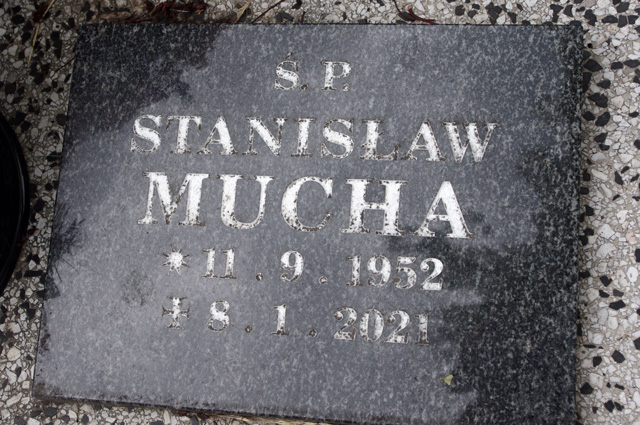 Ś. P.
STANISŁAW
MUCHA
* 11. 9. 1952
✝ 8. 1. 2021